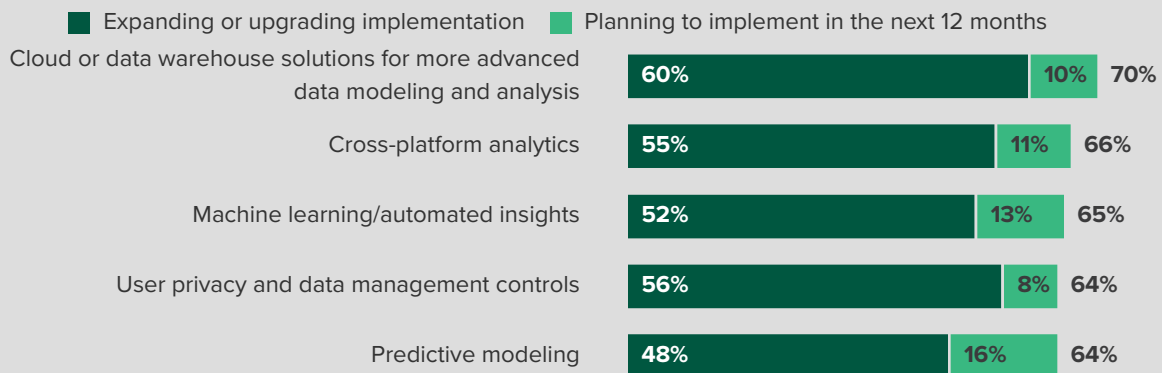 Expanding or upgrading implementation Planning to implement in the next 12 months
Cloud or data warehouse solutions for more advanced
data modeling and analysis
60% 10% 70%
Cross-platform analytics 55% 11% 66%
Machine learning/automated insights 52% 13% 65%
User privacy and data management controls 56% 8% 64%
Predictive modeling 48% 16% 64%